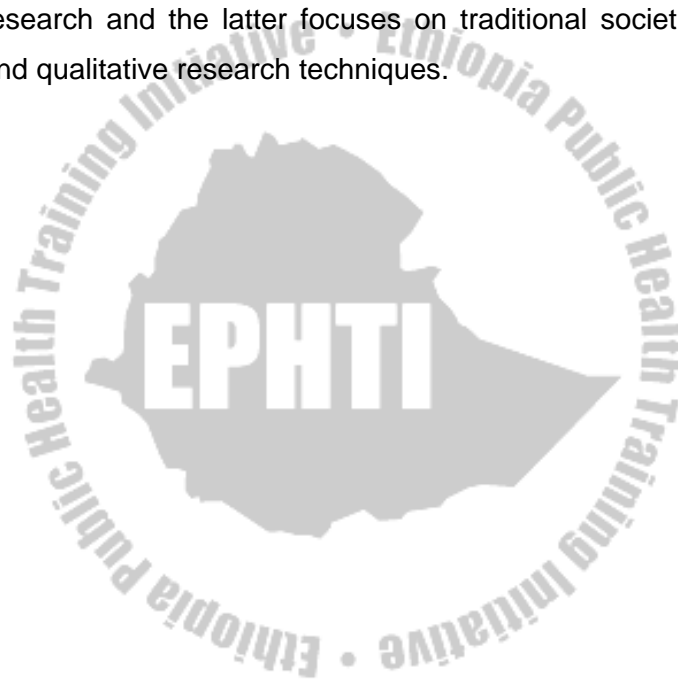 esearch and the latter focuses on traditional societ
nd qualitative research techniques.
Ethiopia Public Health Training Initiative •
Ethiopia Public Health Training Initiative •
EPHTI